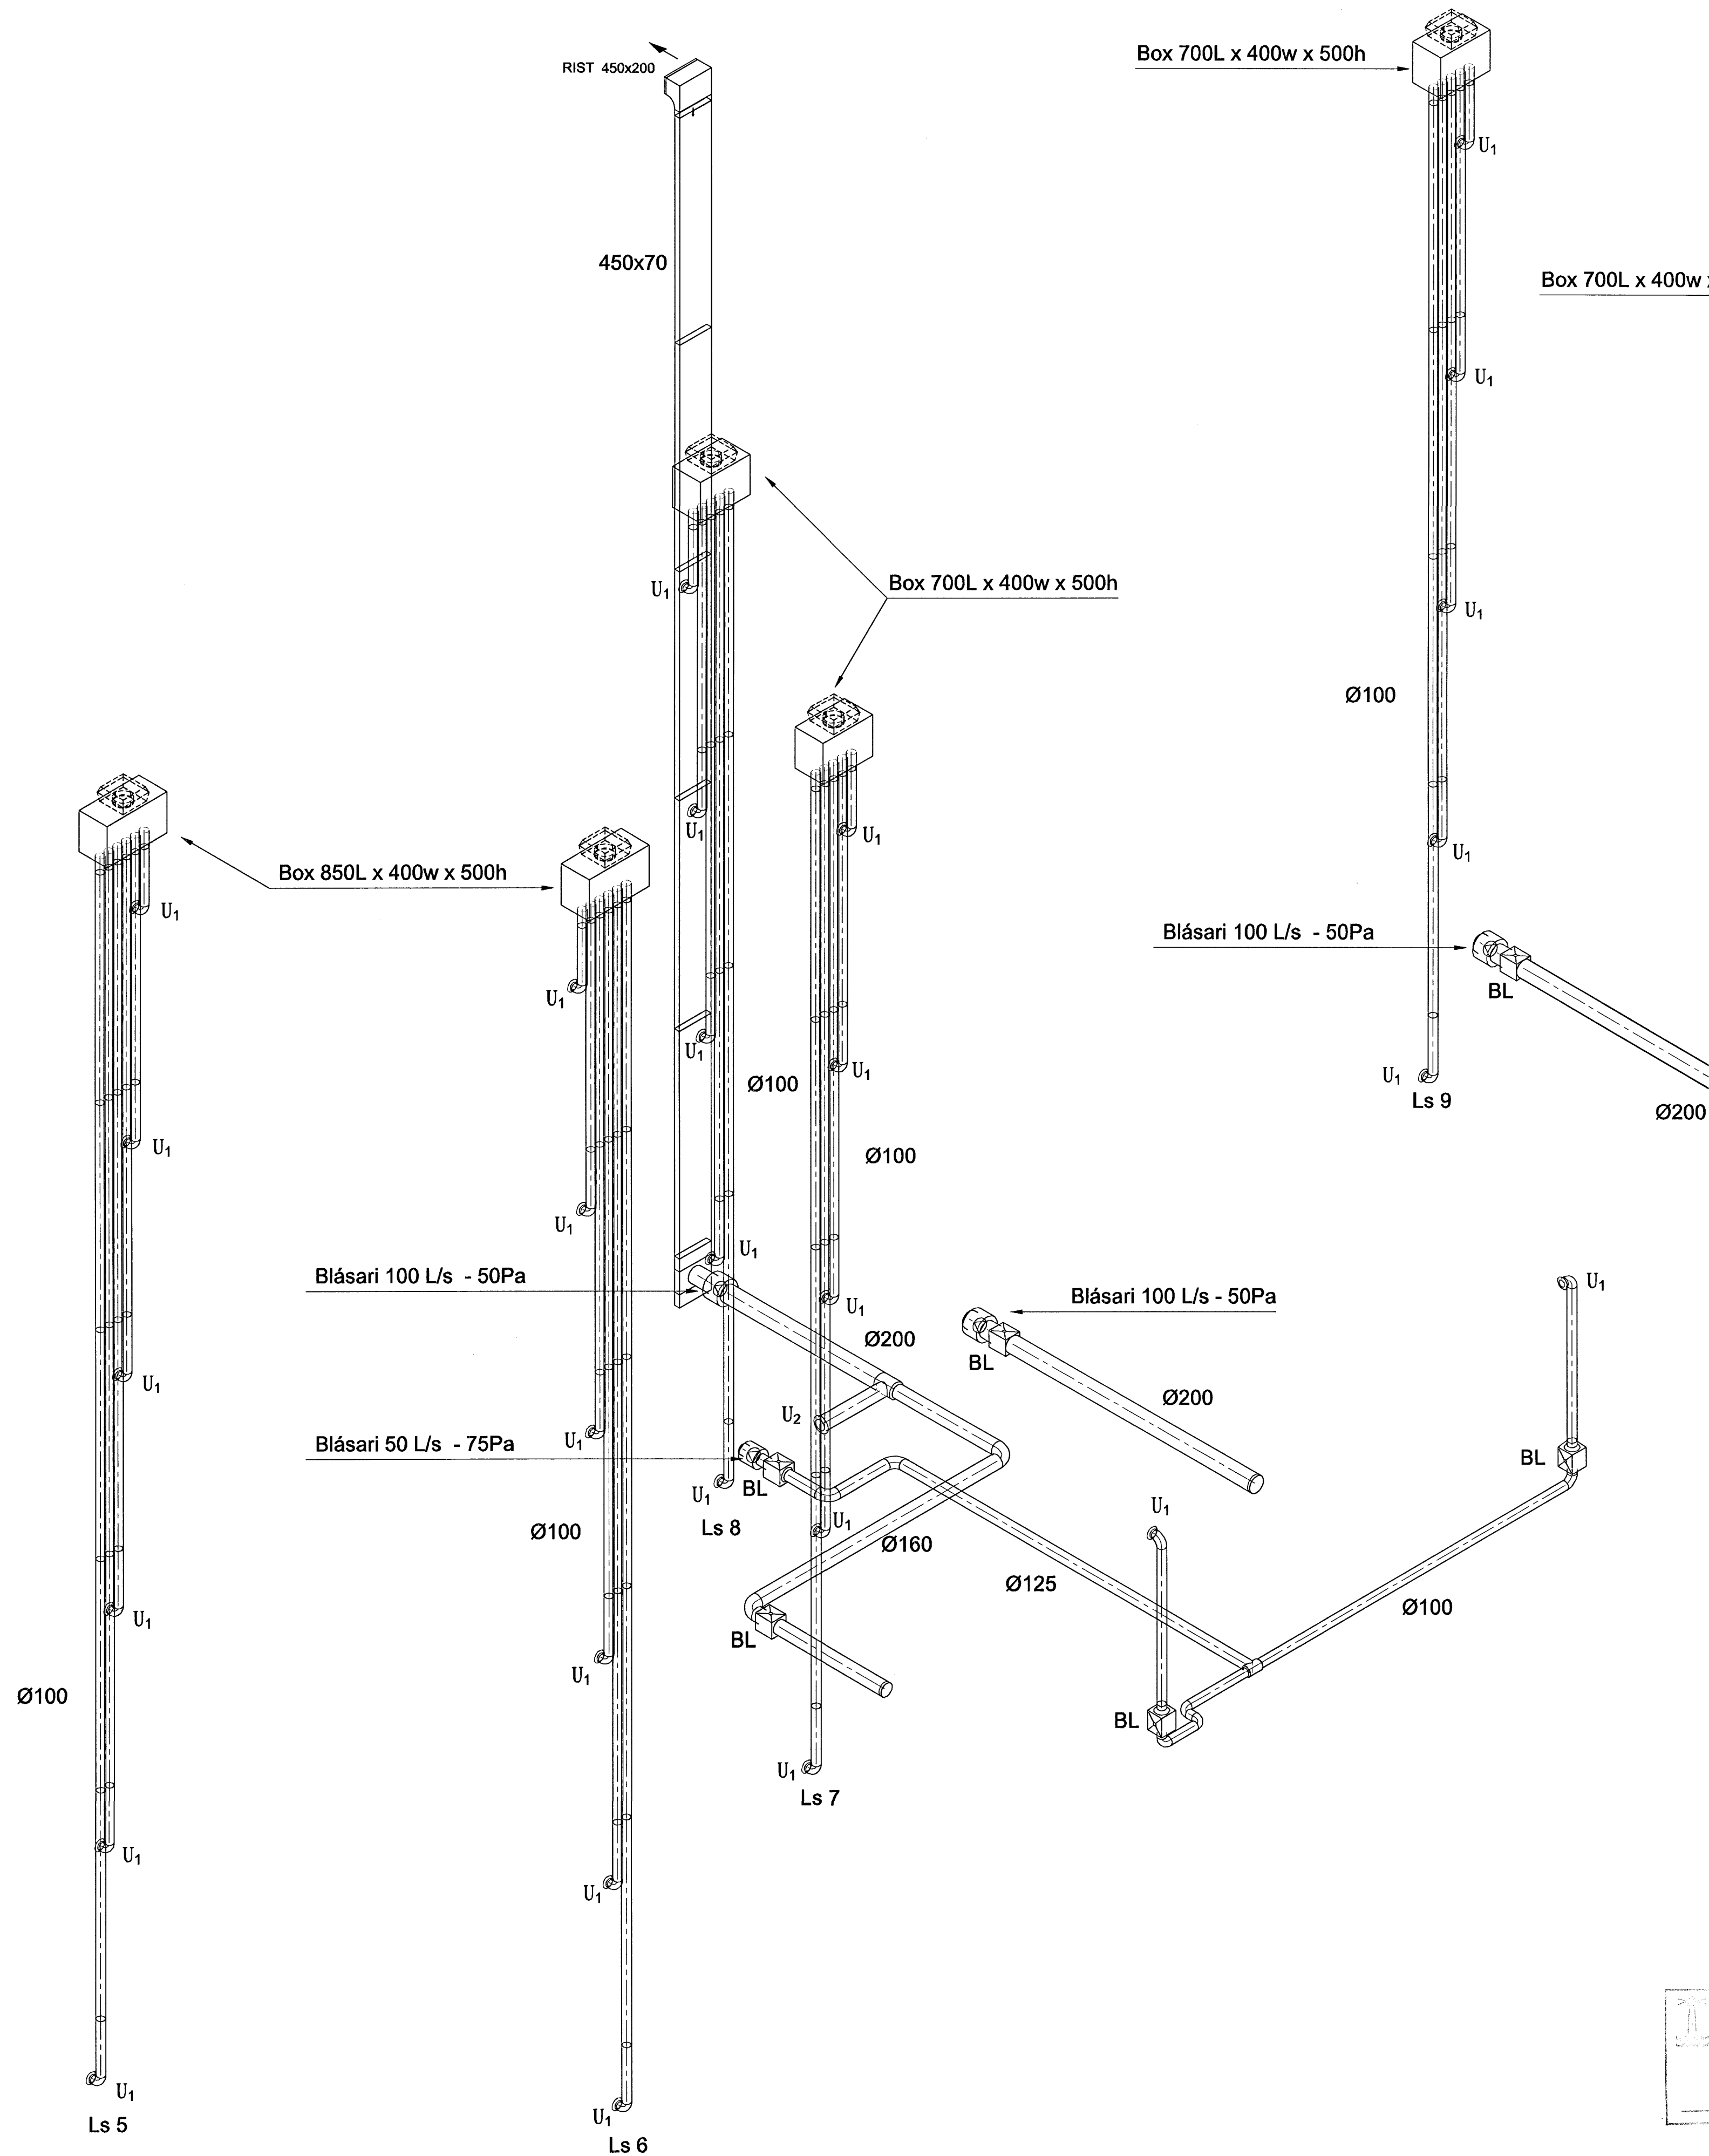 Box 700L x 400w x 500h
RIST 450x200
U₁
450x70
Box 700L x 400w x
U₁
Box 700L x 400w x 500h
U₁
U₁
Ø100
U₁
U₁
U₁
Box 850L x 400w x 500h
U₁
U₁
Blásari 100 L/s - 50Pa
BL
U₁
U₁
Ø100
U₁
U₁
Ls 9
Ø200
U₁
Ø100
U₁
U₁
Blásari 100 L/s - 50Pa
U₁
U₁
Blásari 100 L/s - 50Pa
Ø200
BL
U₁
Ø200
U₂
U₁
Blásari 50 L/s - 75Pa
BL
BL
U₁
U₁
Ls 8
U₁
Ø100
Ø160
Ø125
Ø100
U₁
BL
U₁
Ø100
BL
U₁
Ls 7
U₁
U₁
U₁
Ls 5
U₁
Ls 6